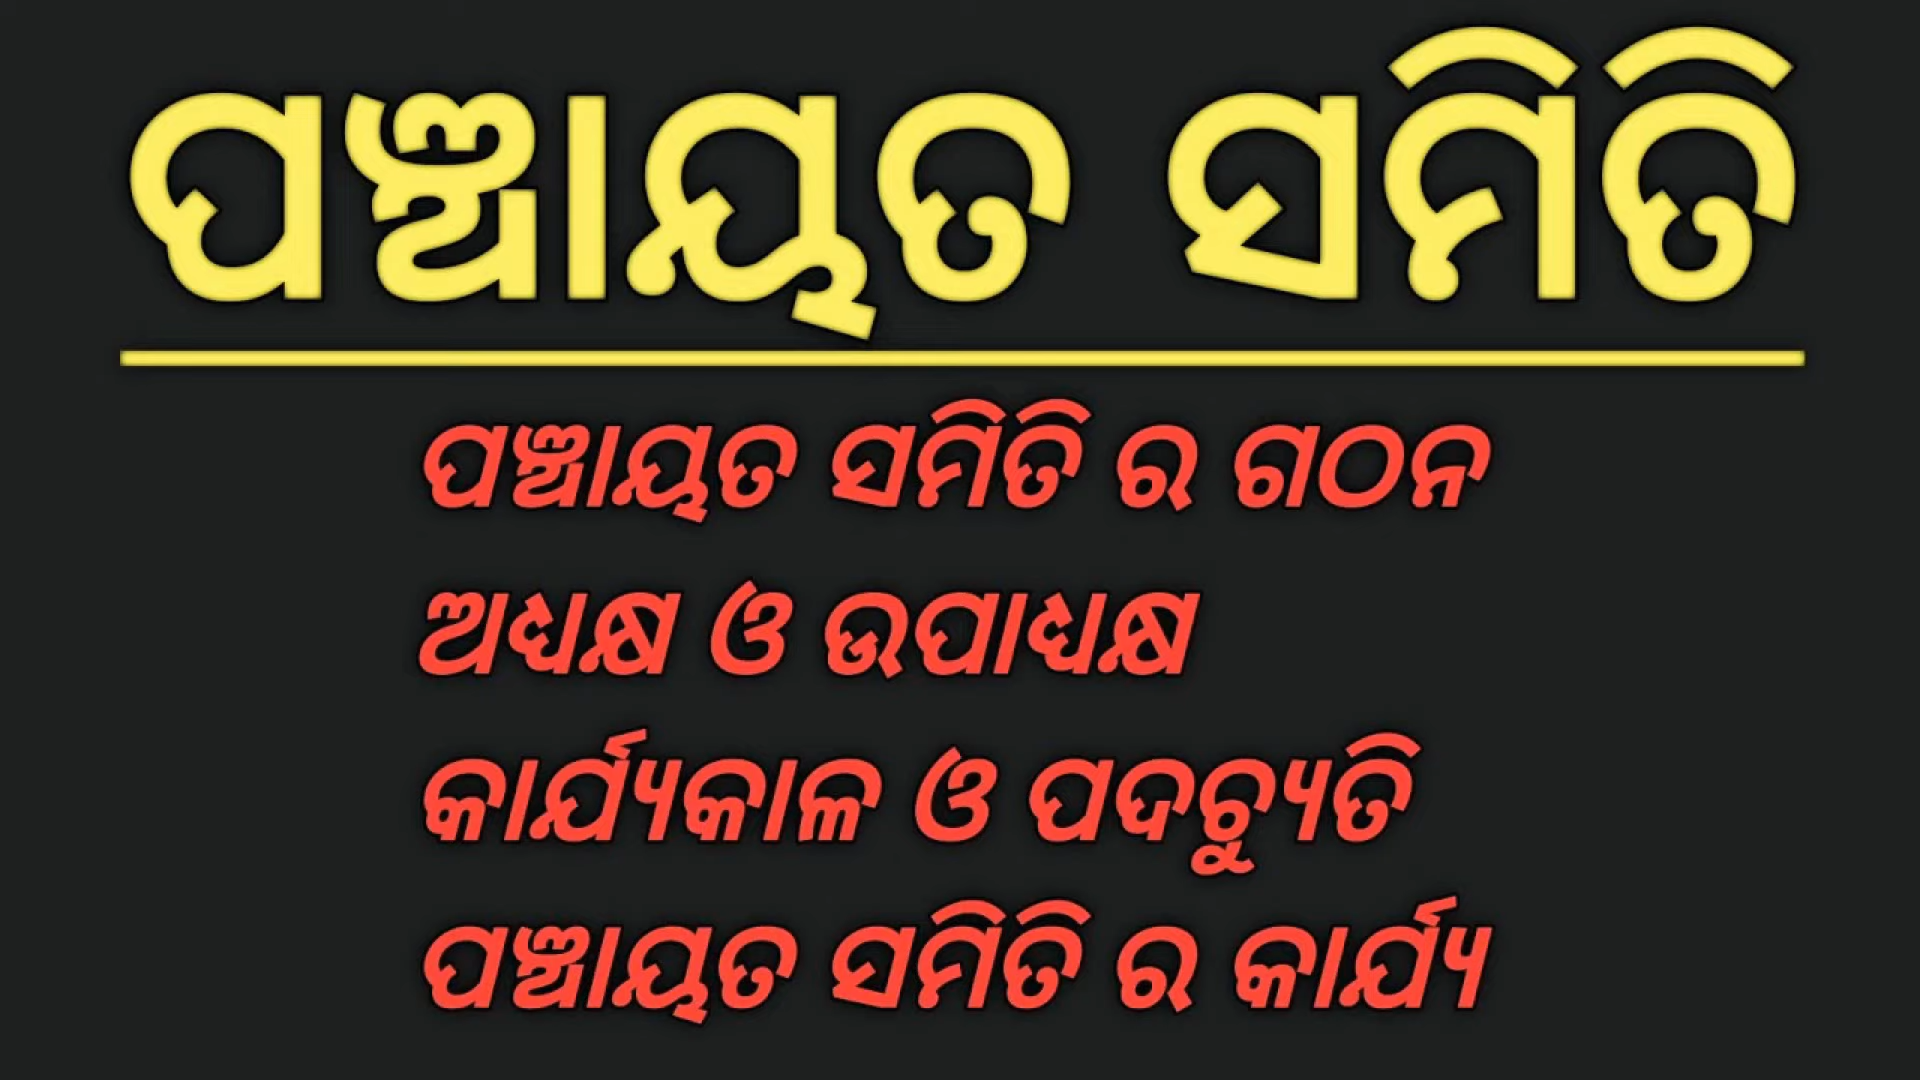 ପଞ୍ଚାୟତ ସମିତି
ପଞ୍ଚାୟତ ସମିତି ର ଗଠନ
ଅଧ୍ୟକ୍ଷ ଓ ଉପାଧ୍ୟକ୍ଷ
କାର୍ଯ୍ୟକାଳ ଓ ପଦଚ୍ୟୁତି
ପଞ୍ଚାୟତ ସମିତି ର କାର୍ଯ୍ୟ